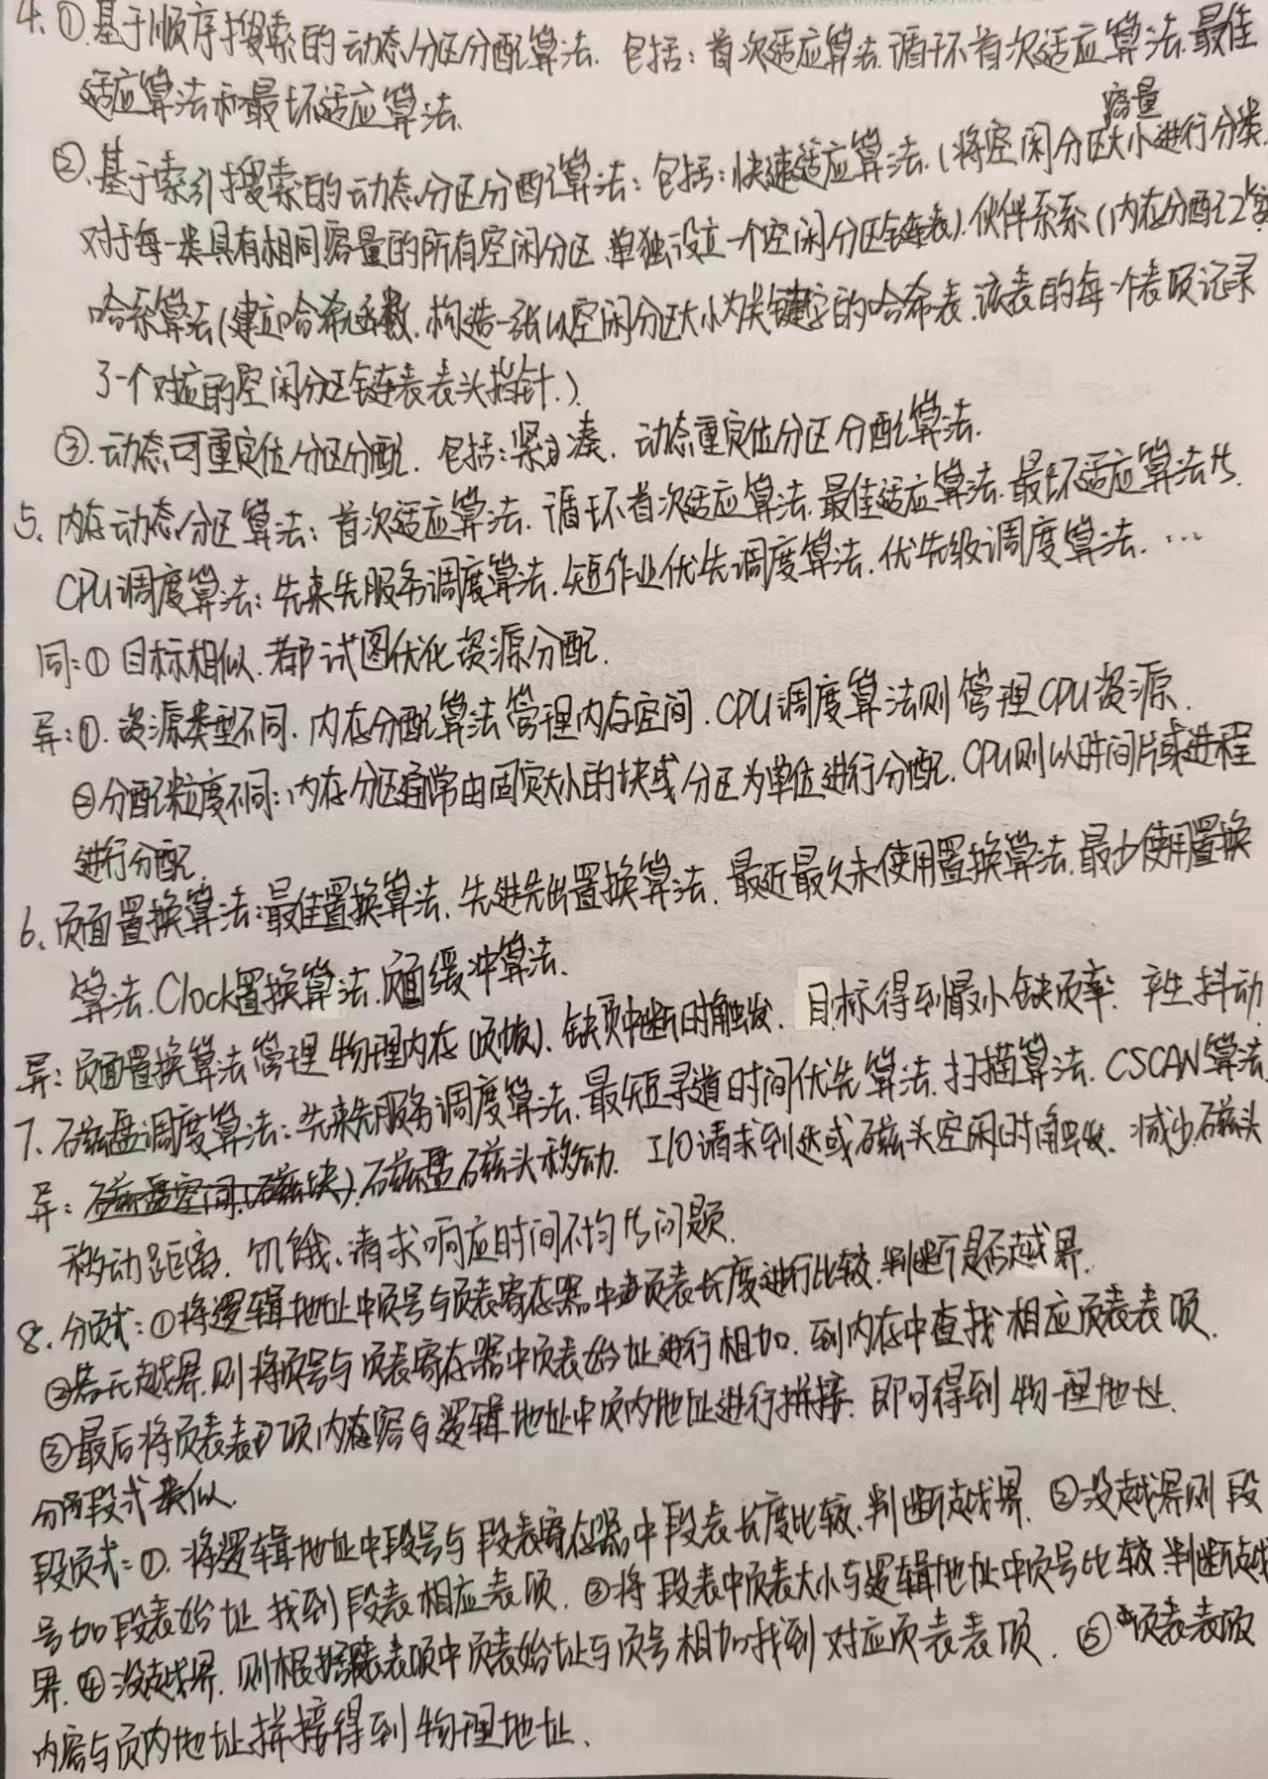 4. ①.基于顺序搜索的动态分区分配算法. 包括: 首次适应算法.循环首次适应算法.最佳
适应算法和最坏适应算法.
容量
②.基于索引搜索的动态分区分配算法: 包括:快速适应算法.(将空闲分区大小进行分类.
对于每一类具有相同容量的所有空闲分区.单独设立一个空闲分区链表).伙伴系系(内存分配2
哈希算法(建立哈希函数.构造一张以空闲分区大小为关键字的哈希表.该表的每一个表项记录
了一个对应的空闲分区链表表头指针.)
③.动态可重定位分区分配. 包括:紧凑. 动态重定位分区分配算法.
5. 内存动态分区算法: 首次适应算法. 循环首次适应算法.最佳适应算法.最坏适应算法等.
CPU调度算法:先来先服务调度算法.短作业优先调度算法.优先级调度算法. …
同:① 目标相似.都试图优化资源分配.
异:①.资源类型不同.内存分配算法管理内存空间.CPU调度算法则管理CPU资源.
②分配粒度不同:内存分区通常由固定大小的块或分区为单位进行分配.CPU则以时间片或进程
进行分配.
6. 页面置换算法:最佳置换算法.先进先出置换算法.最近最久未使用置换算法.最少使用置换
算法.Clock置换算法.页面缓冲算法.
异: 页面置换算法管理物理内存(页帧).缺页中断时触发. 目标得到最小缺页率. 产生抖动
7. 磁盘调度算法:先来先服务调度算法.最短寻道时间优先算法.扫描算法.CSCAN算法
异: 磁盘空间.(磁块).磁盘磁头移动. I/O请求到达或磁头空闲时触发. 减少磁头
移动距离. 饥饿.请求响应时间不均等问题.
8. 分页式:①将逻辑地址中页号与页表寄存器中页表长度进行比较.判断是否越界.
②若无越界.则将页号与页表寄存器中页表始址进行相加.到内存中查找相应页表表项.
③最后将页表表项内容与逻辑地址中页内地址进行拼接. 即可得到物理地址.
分段式类似.
段页式:①.将逻辑地址中段号与段表寄存器中段表长度比较.判断越界. ②没越界则段
号加段表始址找到段表相应表项. ③将段表中页表大小与逻辑地址中页号比较.判断越
界.④没越界.则根据段表表项中页表始址与页号相加找到对应页表表项. ⑤页表表项
内容与页内地址拼接得到物理地址.